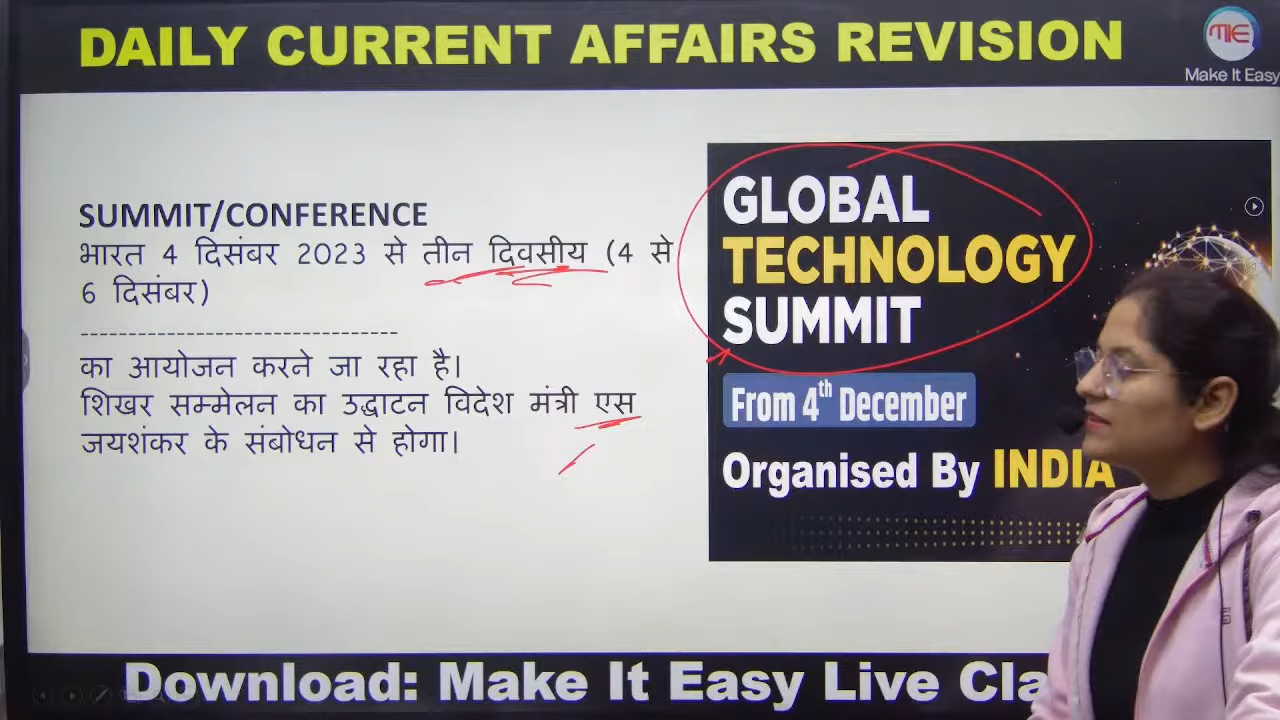 DAILY CURRENT AFFAIRS REVISION
MIE
Make It Easy
SUMMIT/CONFERENCE
भारत 4 दिसंबर 2023 से तीन दिवसीय (4 से
6 दिसंबर)
---------------------------------
का आयोजन करने जा रहा है।
शिखर सम्मेलन का उद्घाटन विदेश मंत्री एस
जयशंकर के संबोधन से होगा।
GLOBAL
TECHNOLOGY
SUMMIT
From 4th December
Organised By INDIA
Download: Make It Easy Live